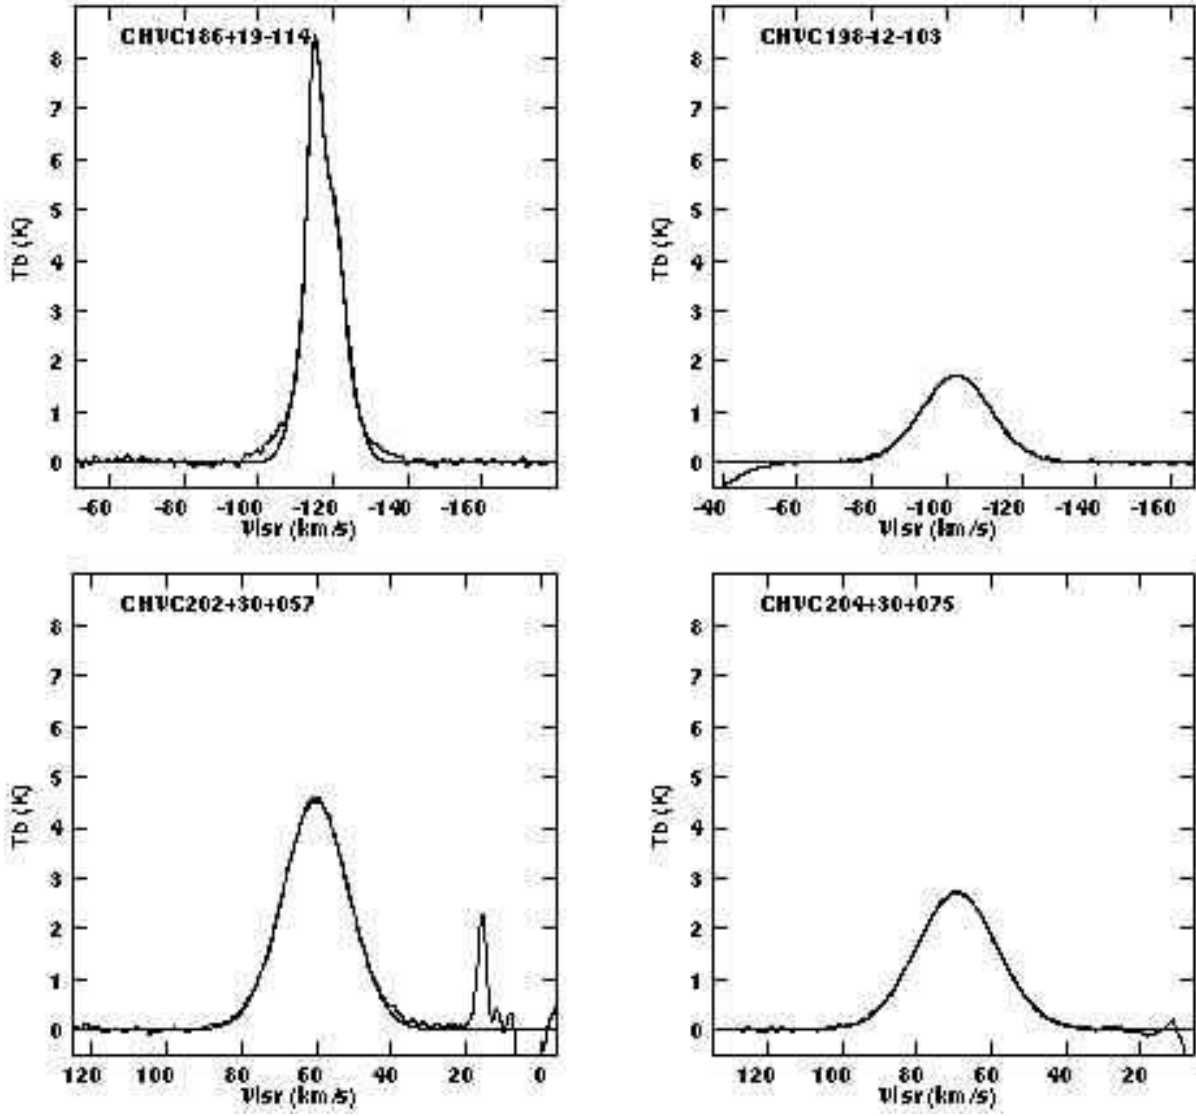 CHVC186+19-114
8
7
6
5
4
3
2
1
0
Tb (K)
-60 -80 -100 -120 -140 -160
Vlsr (km/s)
CHVC198-12-103
8
7
6
5
4
3
2
1
0
Tb (K)
-40 -60 -80 -100 -120 -140 -160
Vlsr (km/s)
CHVC202+30+057
8
7
6
5
4
3
2
1
0
Tb (K)
120 100 80 60 40 20 0
Vlsr (km/s)
CHVC204+30+075
8
7
6
5
4
3
2
1
0
Tb (K)
120 100 80 60 40 20
Vlsr (km/s)